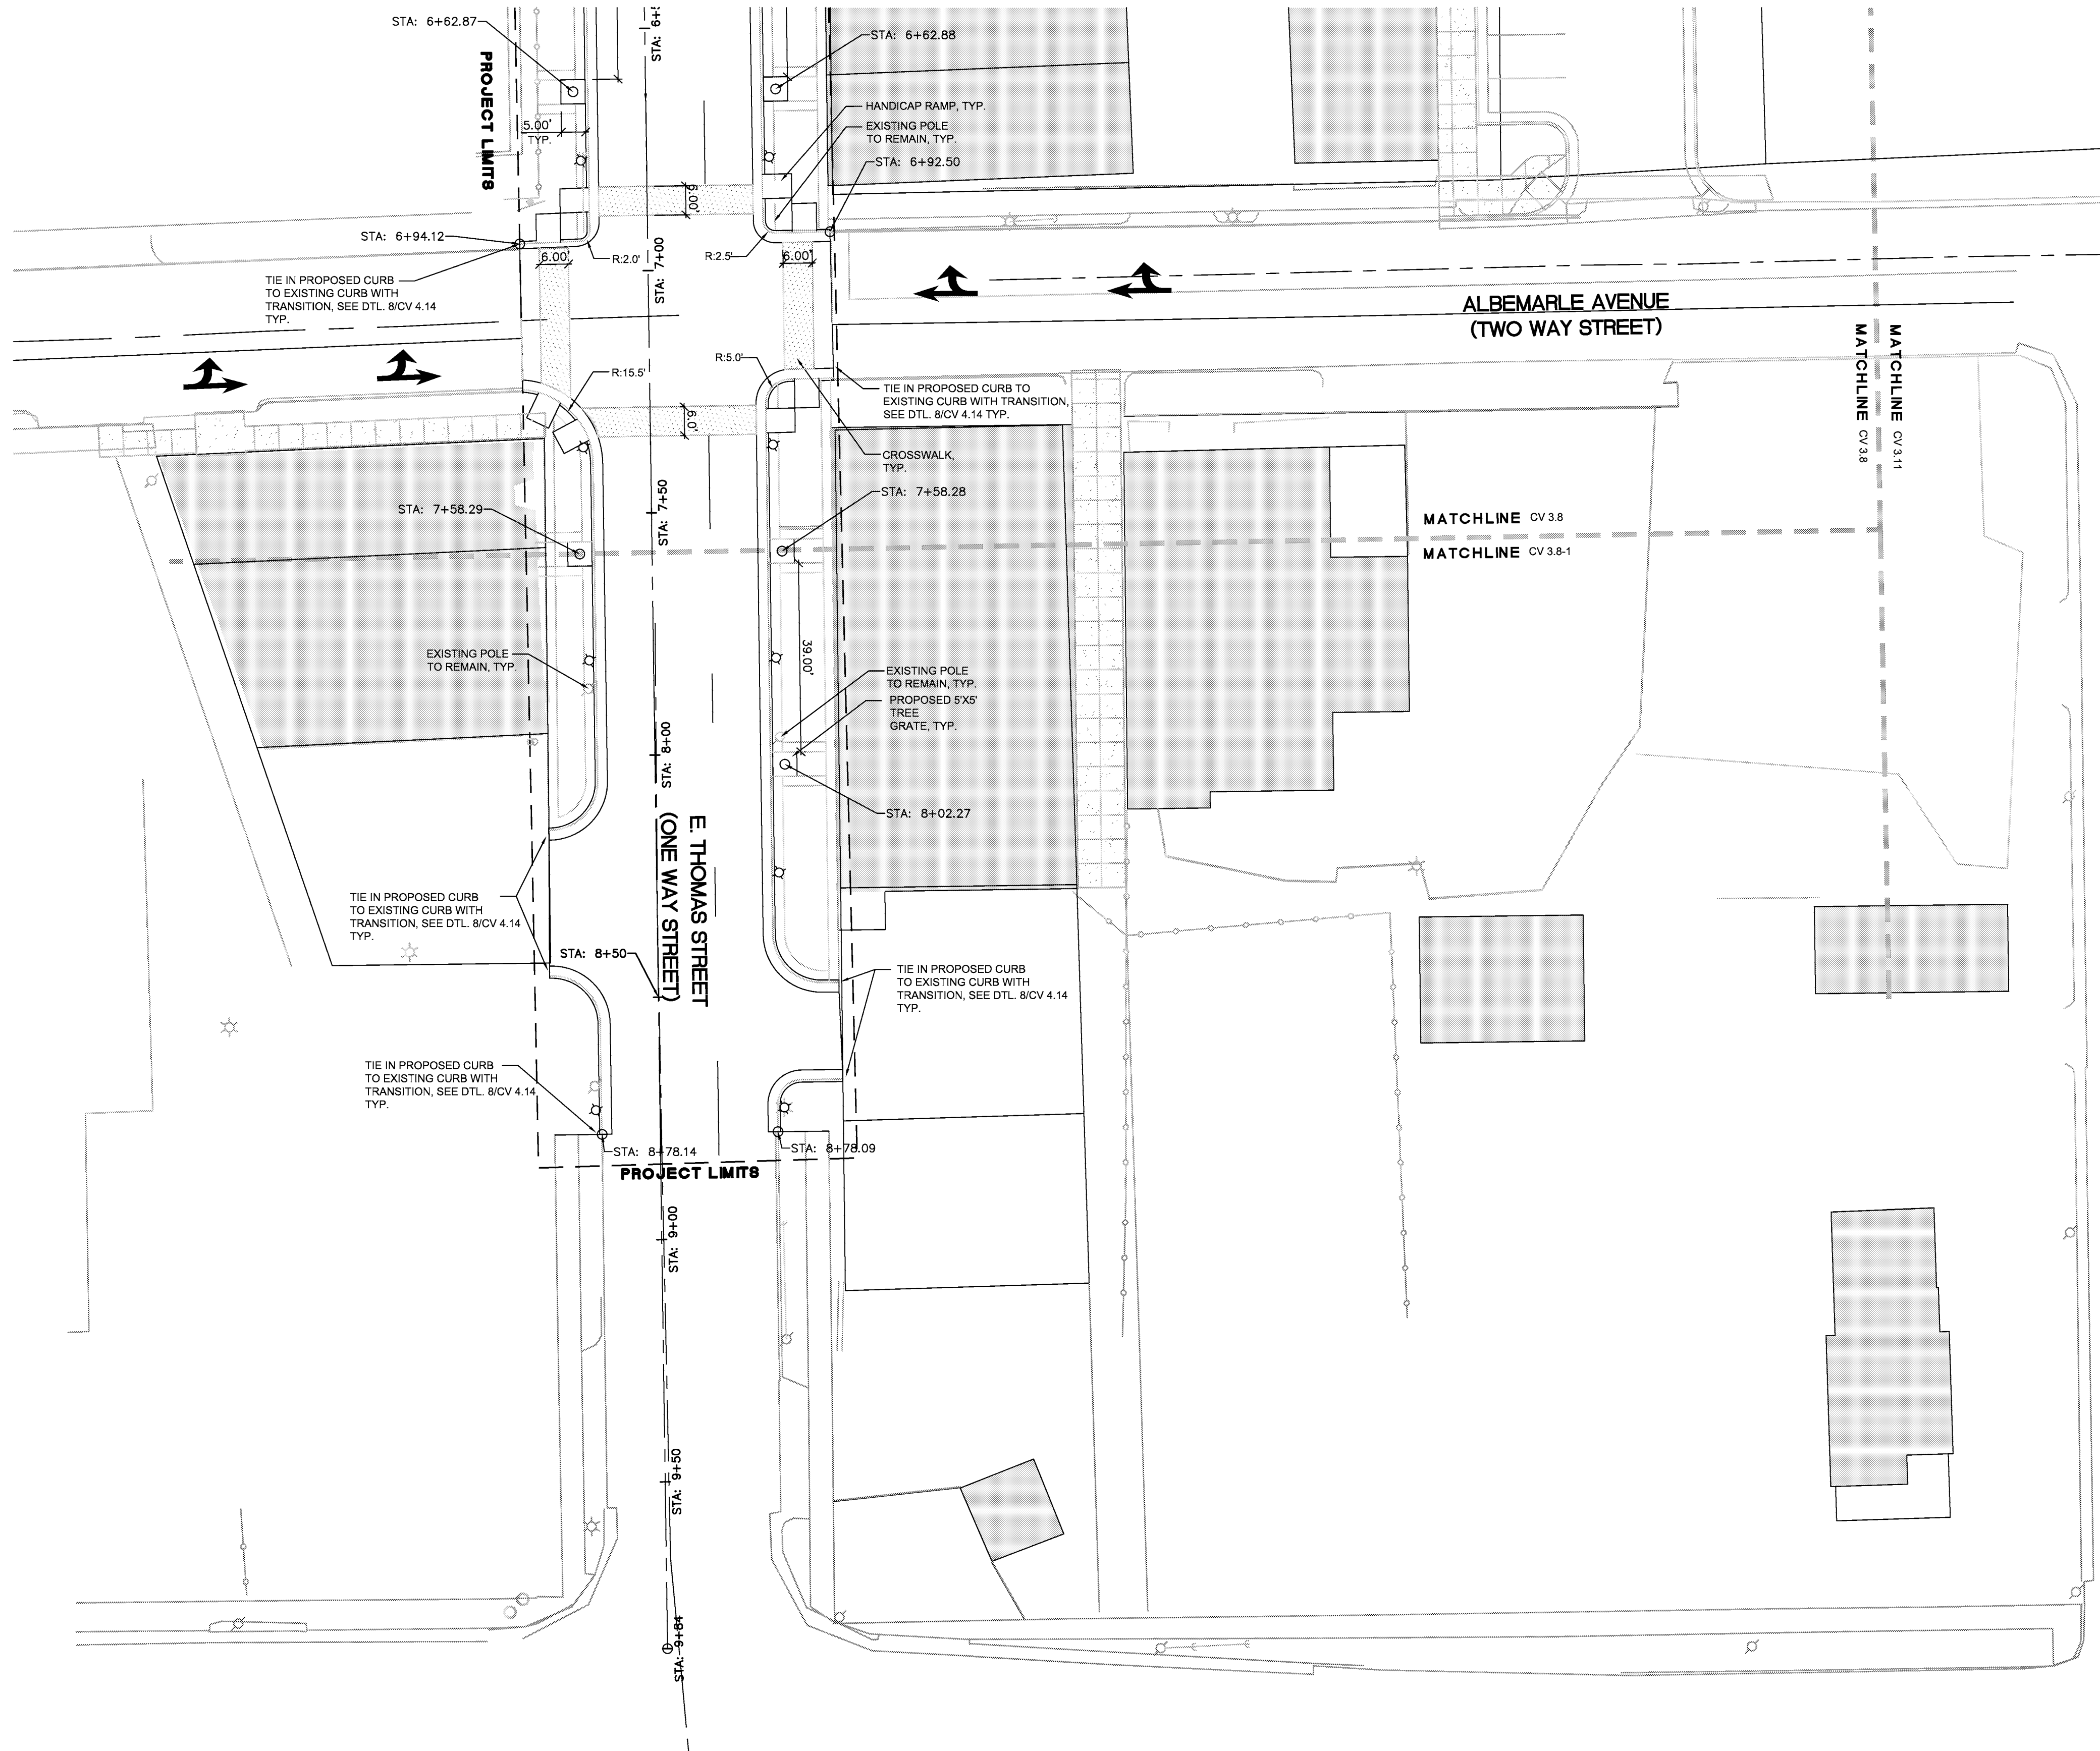 STA: 6+62.87
PROJECT LIMITS
STA: 6+62.88
HANDICAP RAMP, TYP.
EXISTING POLE
TO REMAIN, TYP.
STA: 6+92.50
5.00'
TYP.
6.00'
STA: 6+94.12
TIE IN PROPOSED CURB
TO EXISTING CURB WITH
TRANSITION, SEE DTL. 8/CV 4.14
TYP.
6.00'
R:2.0'
STA: 7+00
R:2.5'
6.00'
ALBEMARLE AVENUE
(TWO WAY STREET)
MATCHLINE CV 3.8
MATCHLINE CV 3.11
R:15.5'
R:5.0'
6.0'
TIE IN PROPOSED CURB TO
EXISTING CURB WITH TRANSITION,
SEE DTL. 8/CV 4.14 TYP.
CROSSWALK,
TYP.
STA: 7+58.28
STA: 7+58.29
STA: 7+50
MATCHLINE CV 3.8
MATCHLINE CV 3.8-1
39.00'
EXISTING POLE
TO REMAIN, TYP.
EXISTING POLE
TO REMAIN, TYP.
PROPOSED 5'X5'
TREE
GRATE, TYP.
STA: 8+00
STA: 8+02.27
E. THOMAS STREET
(ONE WAY STREET)
TIE IN PROPOSED CURB
TO EXISTING CURB WITH
TRANSITION, SEE DTL. 8/CV 4.14
TYP.
STA: 8+50
TIE IN PROPOSED CURB
TO EXISTING CURB WITH
TRANSITION, SEE DTL. 8/CV 4.14
TYP.
TIE IN PROPOSED CURB
TO EXISTING CURB WITH
TRANSITION, SEE DTL. 8/CV 4.14
TYP.
STA: 8+78.14
STA: 8+78.09
PROJECT LIMITS
STA: 9+00
STA: 9+50
STA: 9+84